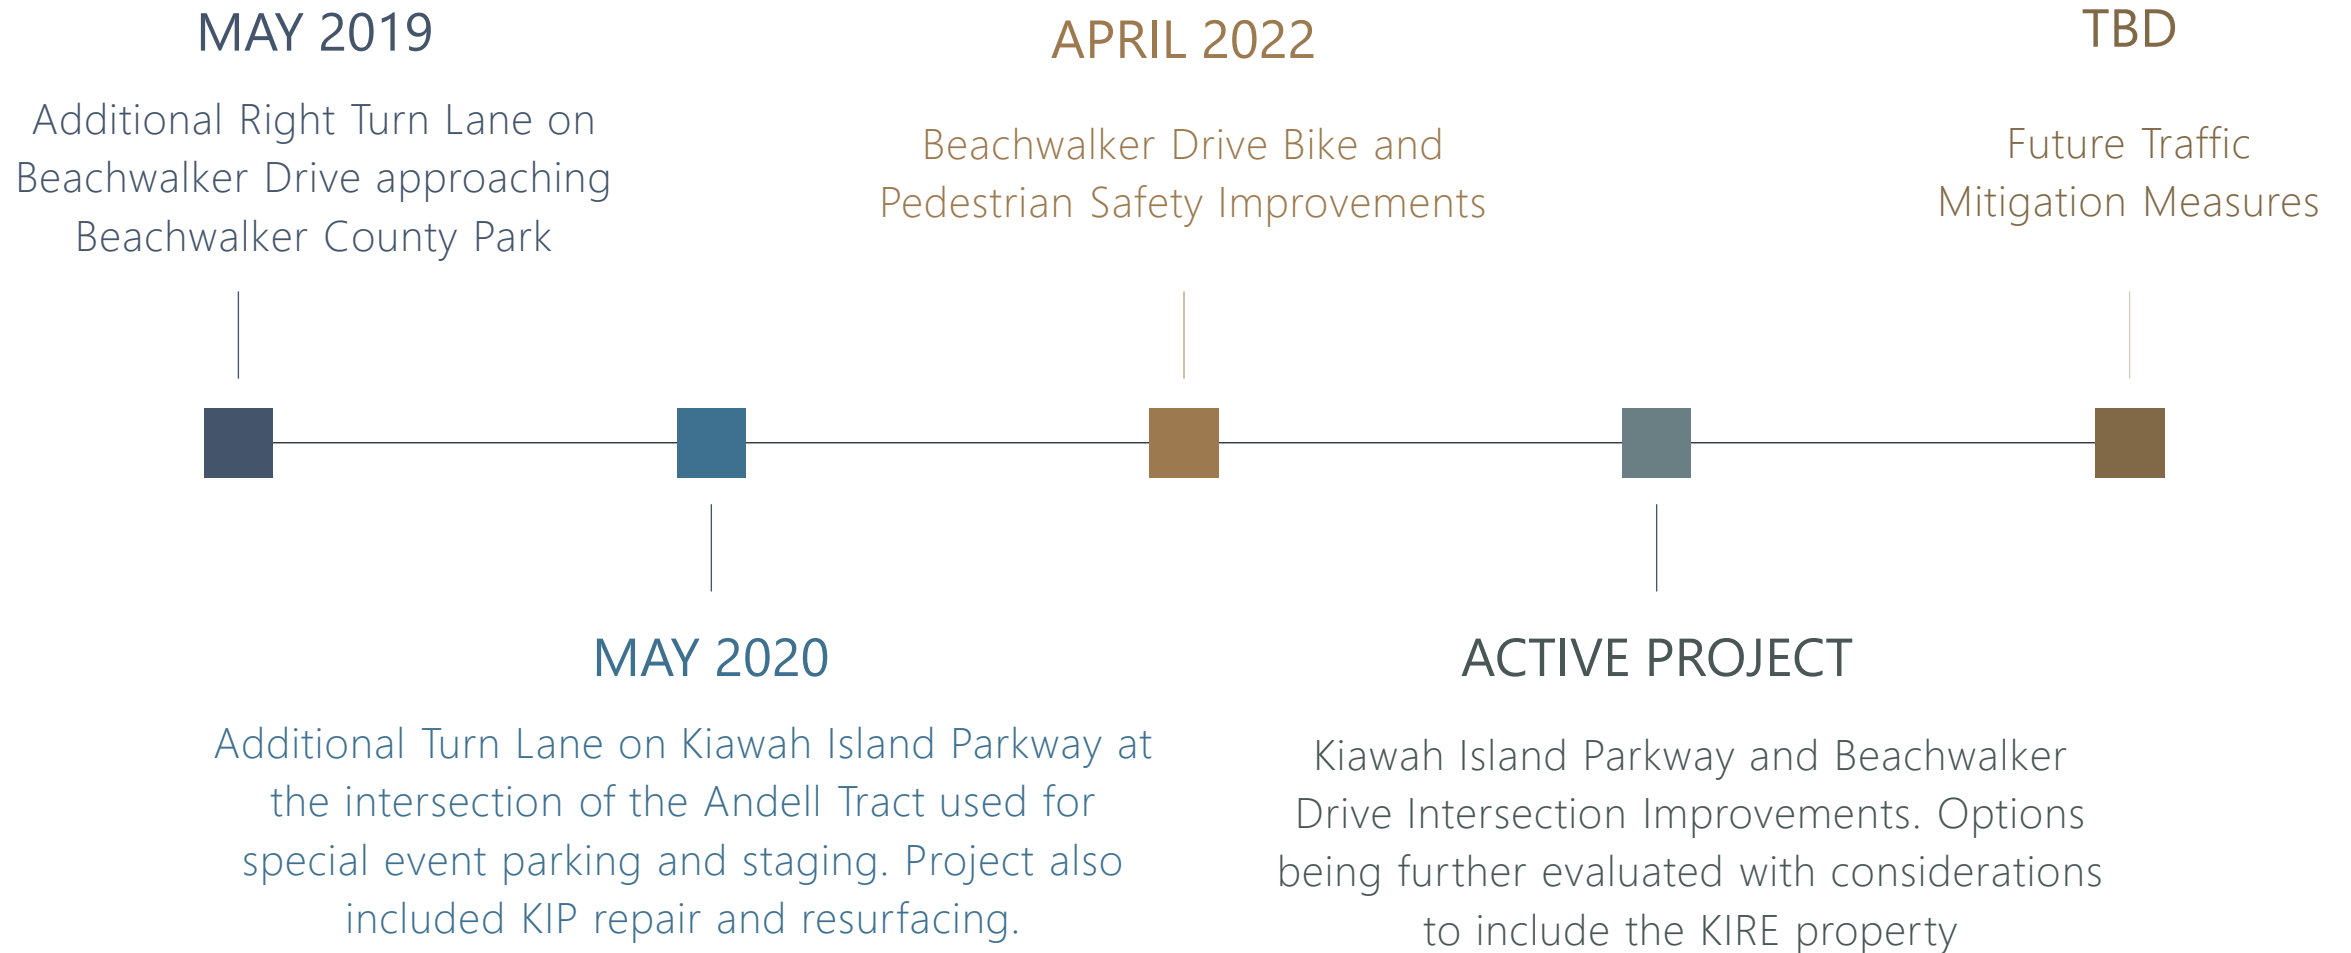 MAY 2019
Additional Right Turn Lane on
Beachwalker Drive approaching
Beachwalker County Park
MAY 2020
Additional Turn Lane on Kiawah Island Parkway at
the intersection of the Andell Tract used for
special event parking and staging. Project also
included KIP repair and resurfacing.
APRIL 2022
Beachwalker Drive Bike and
Pedestrian Safety Improvements
ACTIVE PROJECT
Kiawah Island Parkway and Beachwalker
Drive Intersection Improvements. Options
being further evaluated with considerations
to include the KIRE property
TBD
Future Traffic
Mitigation Measures